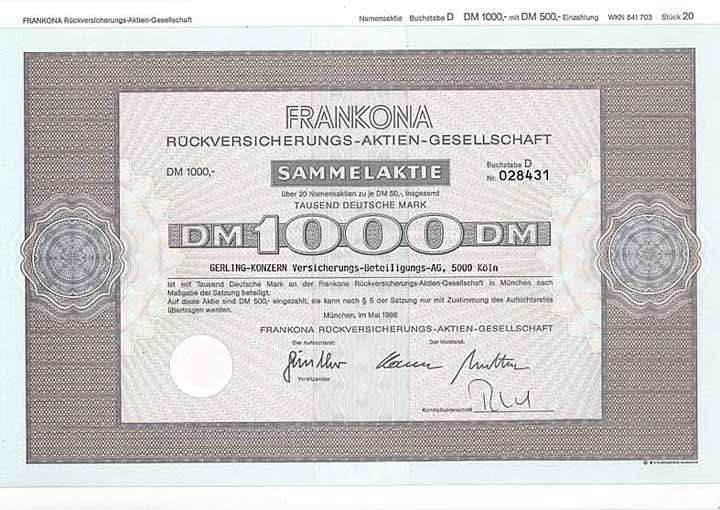 FRANKONA Rückversicherungs-Aktien-Gesellschaft Namensaktie Buchstabe D DM 1000,- mit DM 500,- Einzahlung WKN 841 703 Stück 20
FRANKONA
RÜCKVERSICHERUNGS-AKTIEN-GESELLSCHAFT
DM 1000,- SAMMELAKTIE Buchstabe D
Nr. 028431
über 20 Namensaktien zu je DM 50,-, insgesamt
TAUSEND DEUTSCHE MARK
DM 1000 DM
GERLING-KONZERN Versicherungs-Beteiligungs-AG, 5000 Köln
ist mit Tausend Deutsche Mark an der Frankona Rückversicherungs-Aktien-Gesellschaft in München nach
Maßgabe der Satzung beteiligt.
Auf diese Aktie sind DM 500,- eingezahlt, sie kann nach § 5 der Satzung nur mit Zustimmung des Aufsichtsrates
übertragen werden.
München, im Mai 1986
FRANKONA RÜCKVERSICHERUNGS-AKTIEN-GESELLSCHAFT
Der Aufsichtsrat: Der Vorstand:
Vorsitzender
Kontrollunterschrift